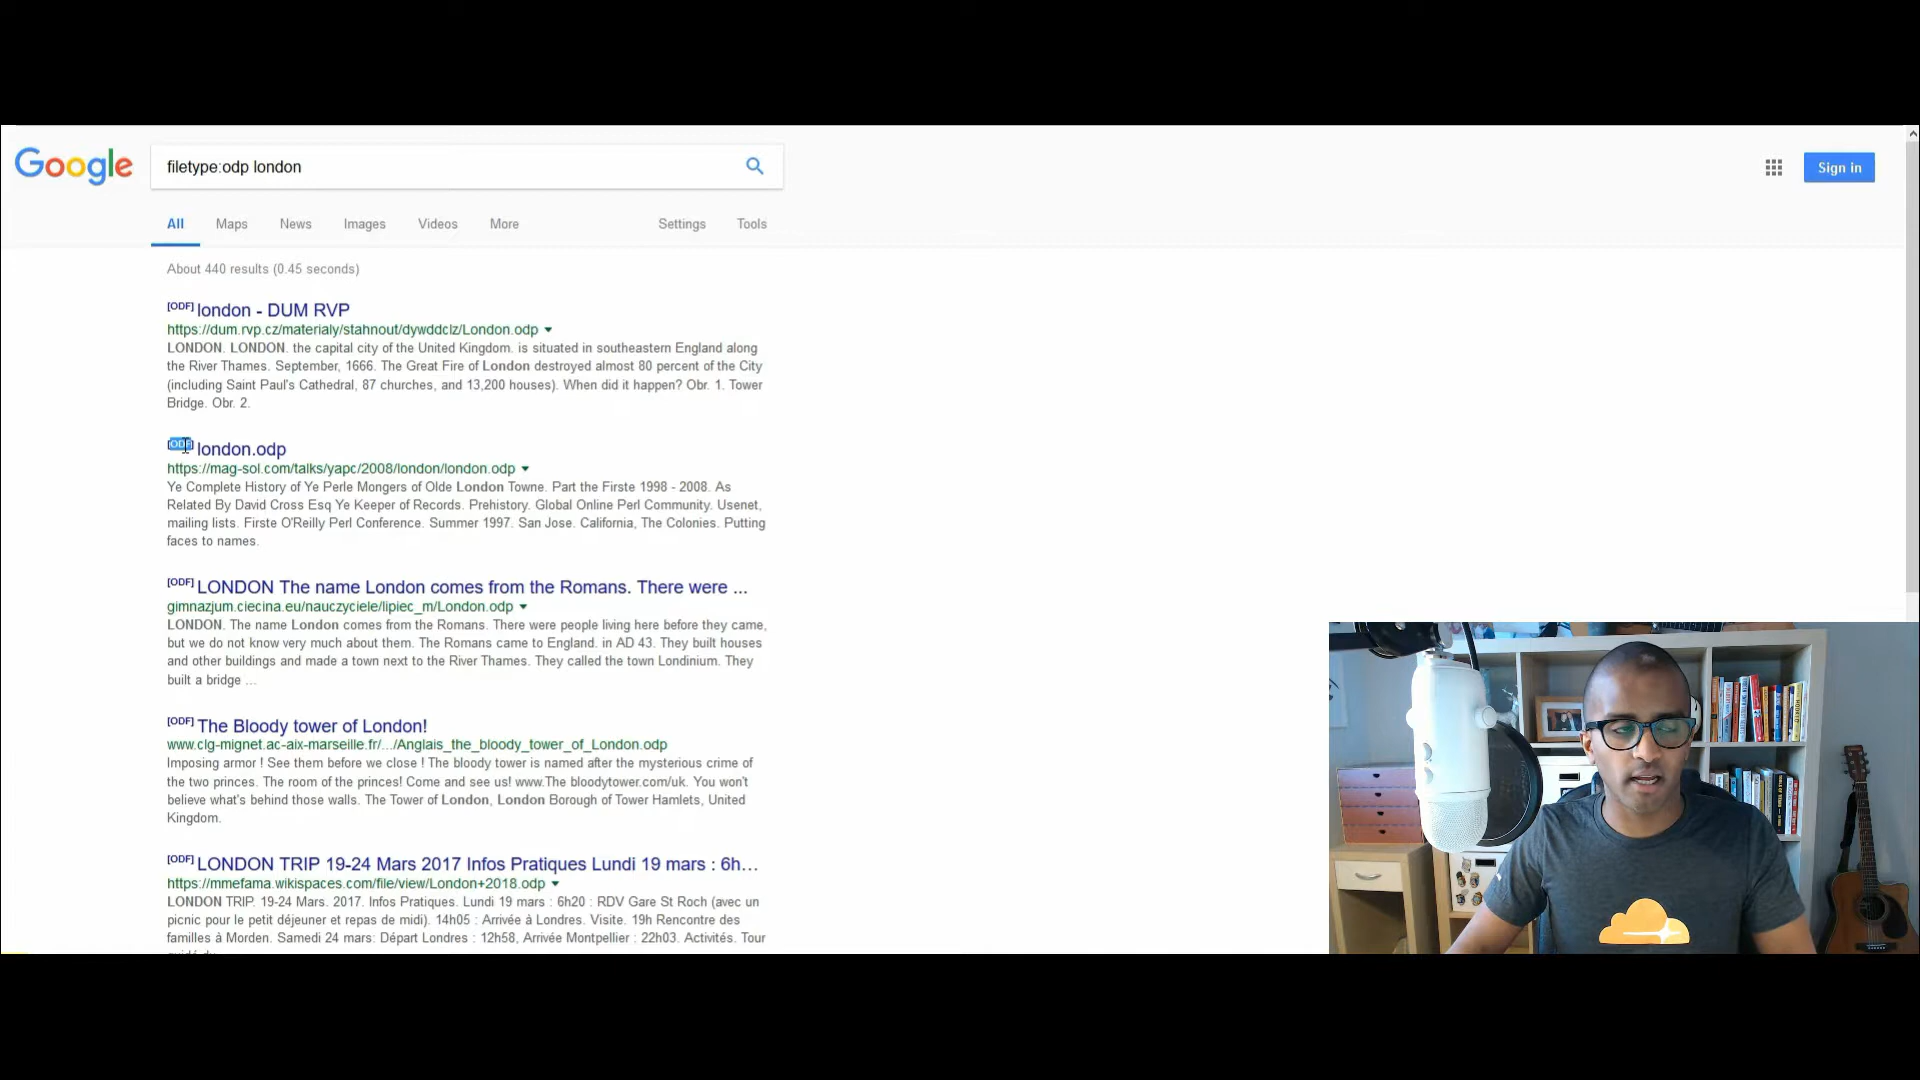 Google
filetype:odp london
Sign in
All Maps News Images Videos More Settings Tools
About 440 results (0.45 seconds)
[ODF] london - DUM RVP
https://dum.rvp.cz/materialy/stahnout/dywddclz/London.odp
LONDON. LONDON. the capital city of the United Kingdom. is situated in southeastern England along
the River Thames. September, 1666. The Great Fire of London destroyed almost 80 percent of the City
(including Saint Paul's Cathedral, 87 churches, and 13,200 houses). When did it happen? Obr. 1. Tower
Bridge. Obr. 2.
[ODF] london.odp
https://mag-sol.com/talks/yapc/2008/london/london.odp
Ye Complete History of Ye Perle Mongers of Olde London Towne. Part the Firste 1998 - 2008. As
Related By David Cross Esq Ye Keeper of Records. Prehistory. Global Online Perl Community. Usenet,
mailing lists. Firste O'Reilly Perl Conference. Summer 1997. San Jose. California, The Colonies. Putting
faces to names.
[ODF] LONDON The name London comes from the Romans. There were ...
gimnazjum.ciecina.eu/nauczyciele/lipiec_m/London.odp
LONDON. The name London comes from the Romans. There were people living here before they came,
but we do not know very much about them. The Romans came to England. in AD 43. They built houses
and other buildings and made a town next to the River Thames. They called the town Londinium. They
built a bridge ...
[ODF] The Bloody tower of London!
www.clg-mignet.ac-aix-marseille.fr/.../Anglais_the_bloody_tower_of_London.odp
Imposing armor ! See them before we close ! The bloody tower is named after the mysterious crime of
the two princes. The room of the princes! Come and see us! www.The bloodytower.com/uk. You won't
believe what's behind those walls. The Tower of London, London Borough of Tower Hamlets, United
Kingdom.
[ODF] LONDON TRIP 19-24 Mars 2017 Infos Pratiques Lundi 19 mars : 6h...
https://mmefama.wikispaces.com/file/view/London+2018.odp
LONDON TRIP. 19-24 Mars. 2017. Infos Pratiques. Lundi 19 mars : 6h20 : RDV Gare St Roch (avec un
picnic pour le petit déjeuner et repas de midi). 14h05 : Arrivée à Londres. Visite. 19h Rencontre des
familles à Morden. Samedi 24 mars: Départ Londres : 12h58, Arrivée Montpellier : 22h03. Activités. Tour